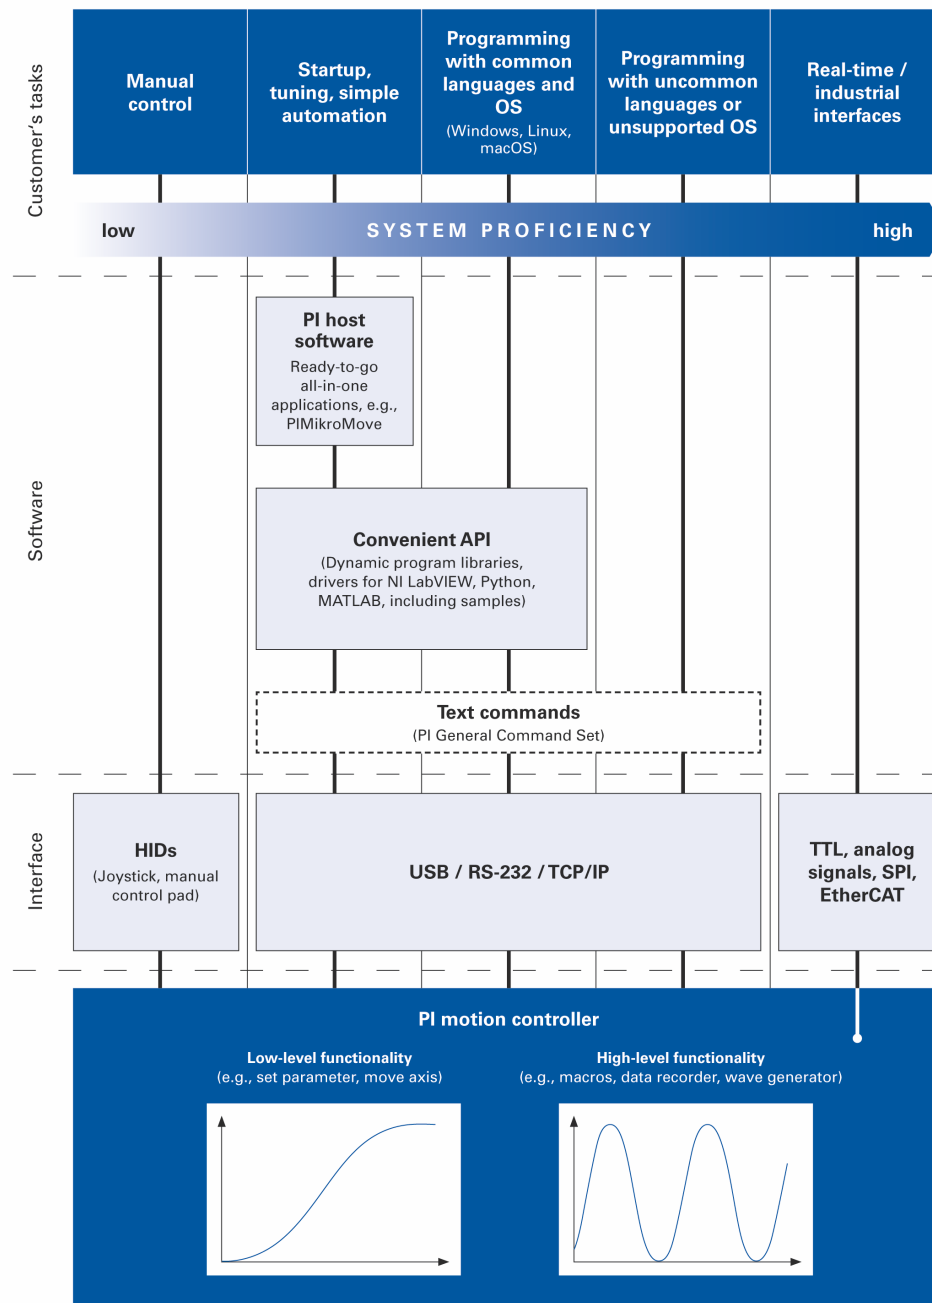 Customer's tasks
Manual
control
Startup,
tuning, simple
automation
Programming
with common
languages and
OS
(Windows, Linux,
macOS)
Programming
with uncommon
languages or
unsupported OS
Real-time /
industrial
interfaces
low
SYSTEM PROFICIENCY
high
Software
PI host
software
Ready-to-go
all-in-one
applications, e.g.,
PIMikroMove
Convenient API
(Dynamic program libraries,
drivers for NI LabVIEW, Python,
MATLAB, including samples)
Text commands
(PI General Command Set)
Interface
HIDs
(Joystick, manual
control pad)
USB / RS-232 / TCP/IP
TTL, analog
signals, SPI,
EtherCAT
PI motion controller
Low-level functionality
(e.g., set parameter, move axis)
High-level functionality
(e.g., macros, data recorder, wave generator)